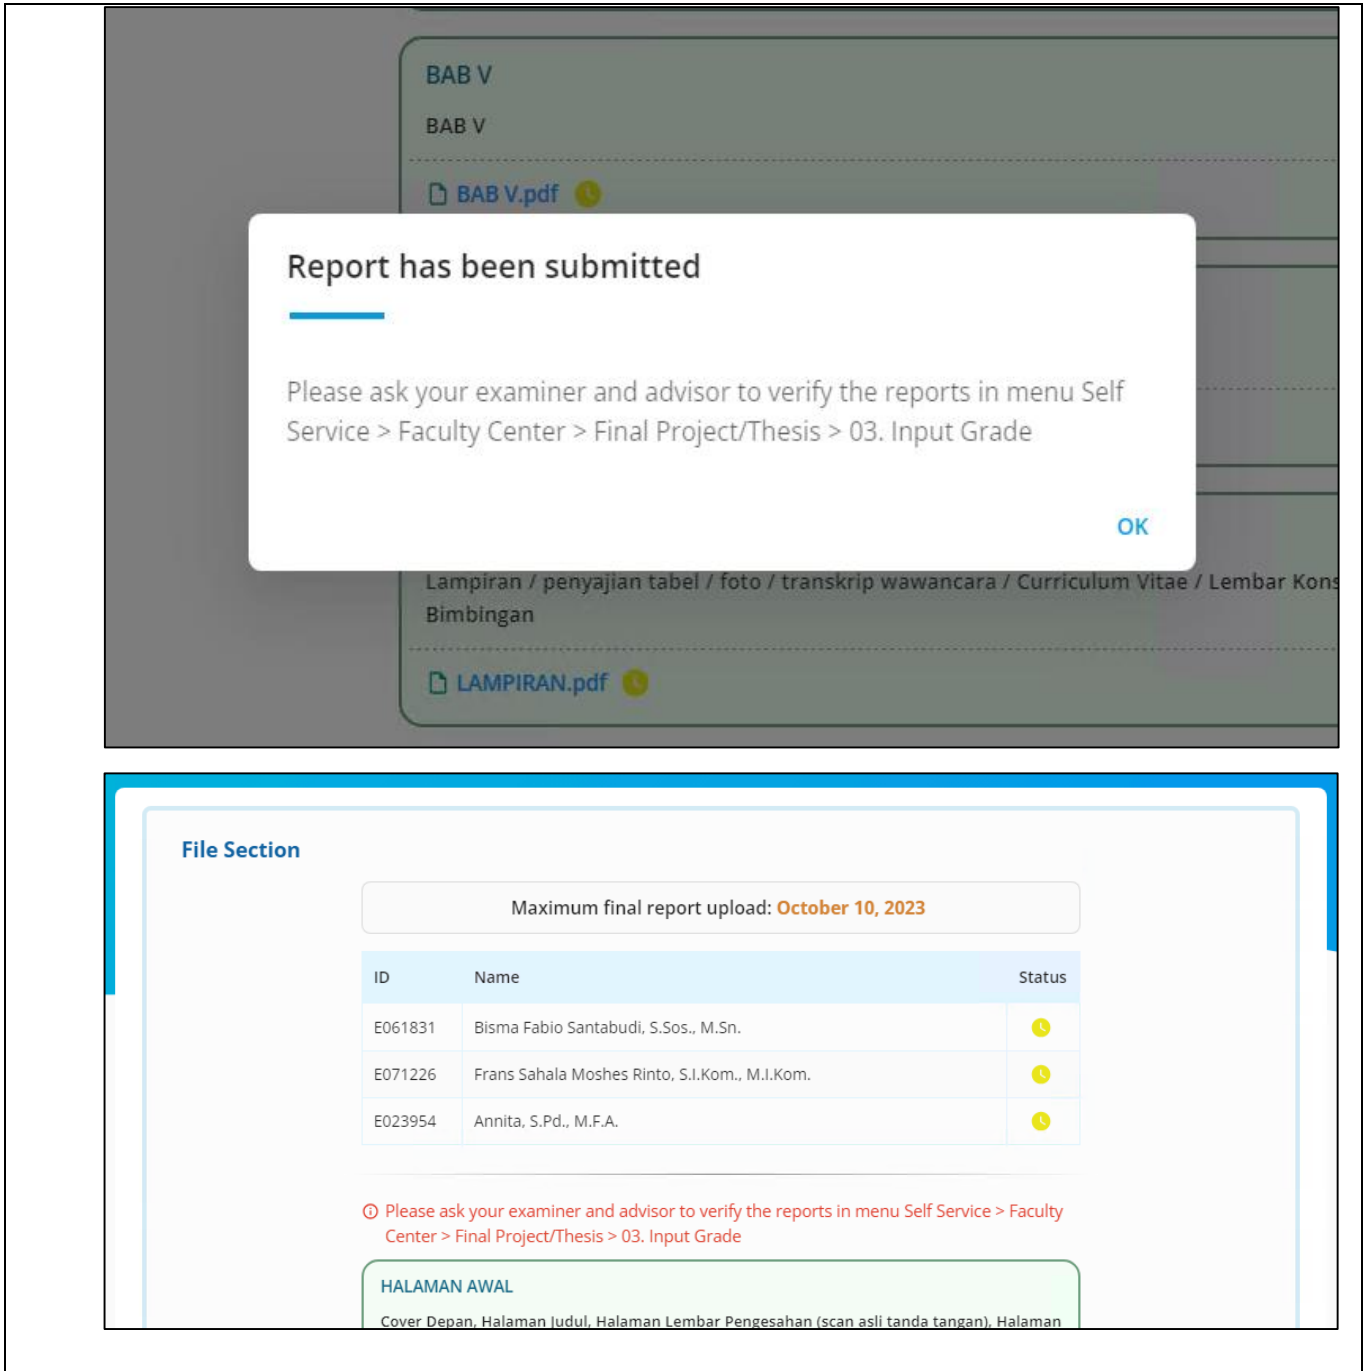 BAB V
BAB V
BAB V.pdf
Report has been submitted
Please ask your examiner and advisor to verify the reports in menu Self
Service > Faculty Center > Final Project/Thesis > 03. Input Grade
OK
Lampiran / penyajian tabel / foto / transkrip wawancara / Curriculum Vitae / Lembar Kons
Bimbingan
LAMPIRAN.pdf
File Section
Maximum final report upload: October 10, 2023
ID Name Status
E061831 Bisma Fabio Santabudi, S.Sos., M.Sn.
E071226 Frans Sahala Moshes Rinto, S.I.Kom., M.I.Kom.
E023954 Annita, S.Pd., M.F.A.
Please ask your examiner and advisor to verify the reports in menu Self Service > Faculty
Center > Final Project/Thesis > 03. Input Grade
HALAMAN AWAL
Cover Depan, Halaman Judul, Halaman Lembar Pengesahan (scan asli tanda tangan), Halaman